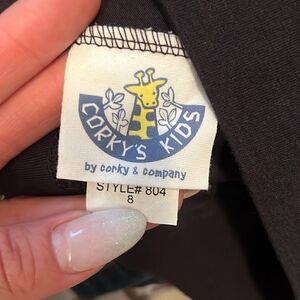 CORKY'S KIDS
by corky & company
STYLE# 804
8